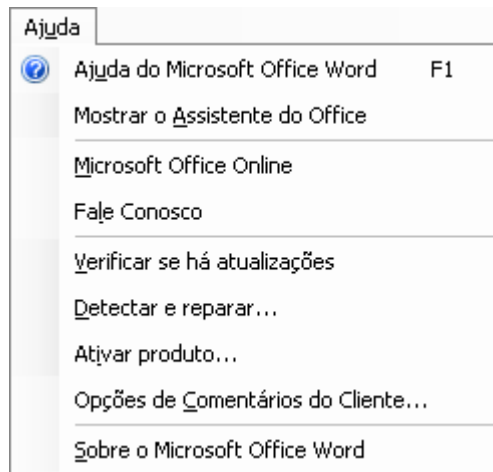 Ajuda
Ajuda do Microsoft Office Word F1
Mostrar o Assistente do Office
Microsoft Office Online
Fale Conosco
Verificar se há atualizações
Detectar e reparar...
Ativar produto...
Opções de Comentários do Cliente...
Sobre o Microsoft Office Word